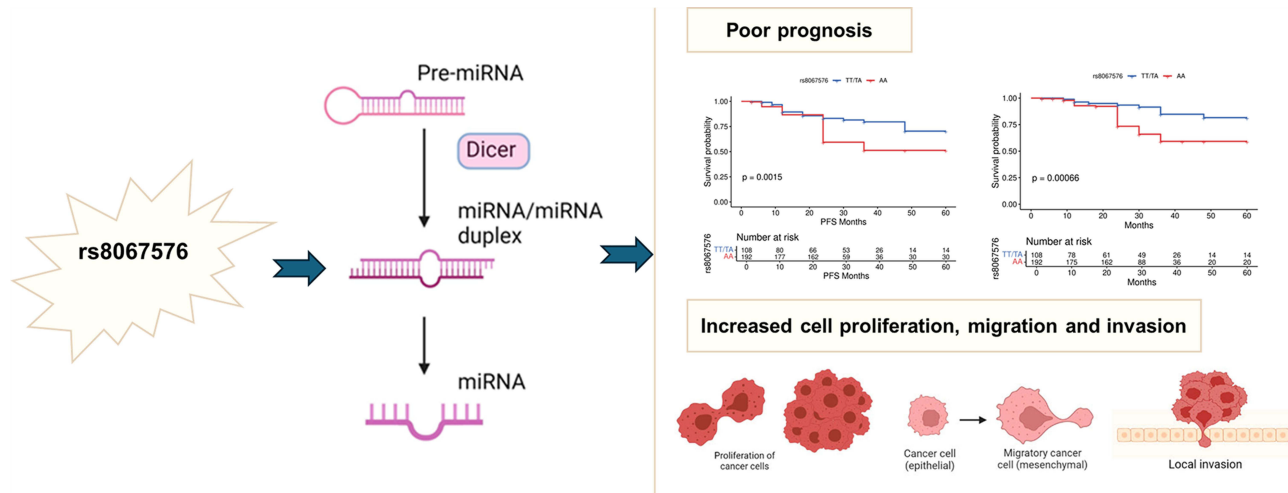 rs8067576
Pre-miRNA
Dicer
miRNA/miRNA
duplex
miRNA
Poor prognosis
rs8067576 TT/TA AA
1.00
0.75
0.50
0.25
0.00
Survival probability
p = 0.0015
0 10 20 30 40 50 60
PFS Months
Number at risk
rs8067576
TT/TA 108 80 66 53 26 14 14
AA 192 177 162 59 36 30 30
0 10 20 30 40 50 60
PFS Months
rs8067576 TT/TA AA
1.00
0.75
0.50
0.25
0.00
Survival probability
p = 0.00066
0 10 20 30 40 50 60
Months
Number at risk
rs8067576
TT/TA 108 78 61 49 26 14 14
AA 192 175 162 88 36 20 20
0 10 20 30 40 50 60
Months
Increased cell proliferation, migration and invasion
Proliferation of
cancer cells
Cancer cell
(epithelial)
Migratory cancer
cell (mesenchymal)
Local invasion